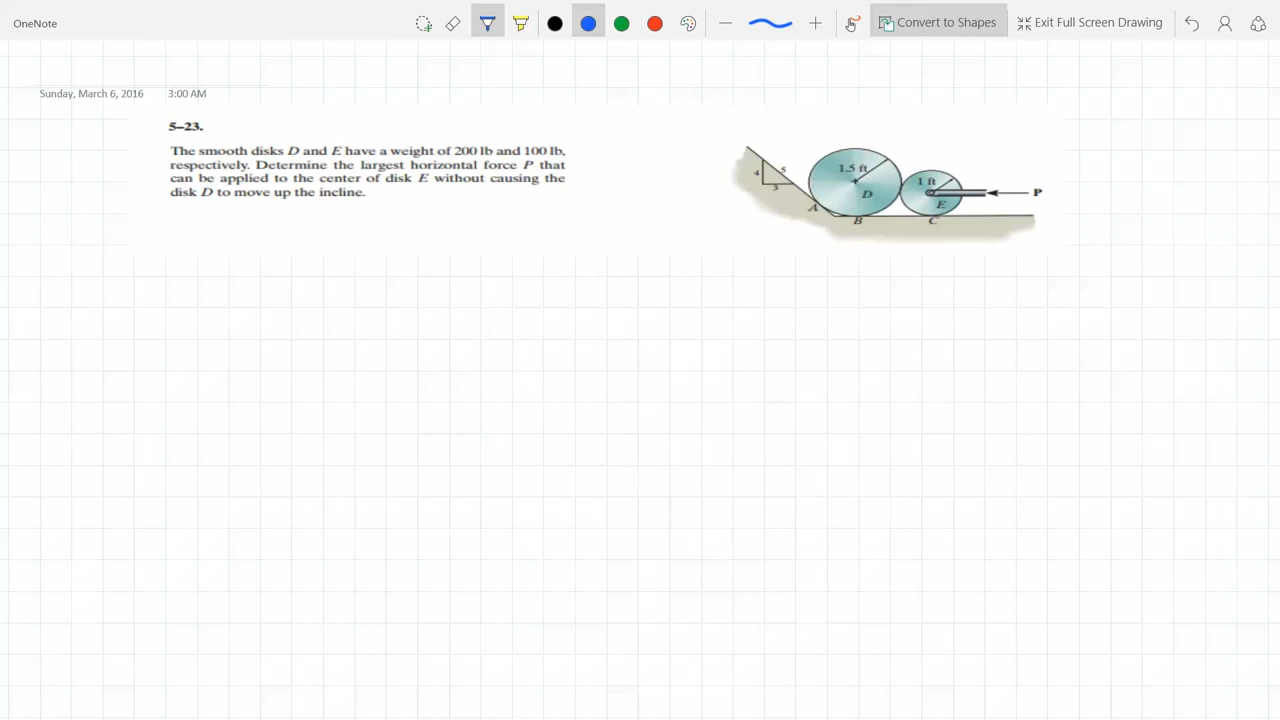 OneNote
Convert to Shapes
Exit Full Screen Drawing
Sunday, March 6, 2016 3:00 AM
5–23.
The smooth disks D and E have a weight of 200 lb and 100 lb,
respectively. Determine the largest horizontal force P that
can be applied to the center of disk E without causing the
disk D to move up the incline.
1.5 ft
4
5
3
1 ft
D
P
E
A
B
C